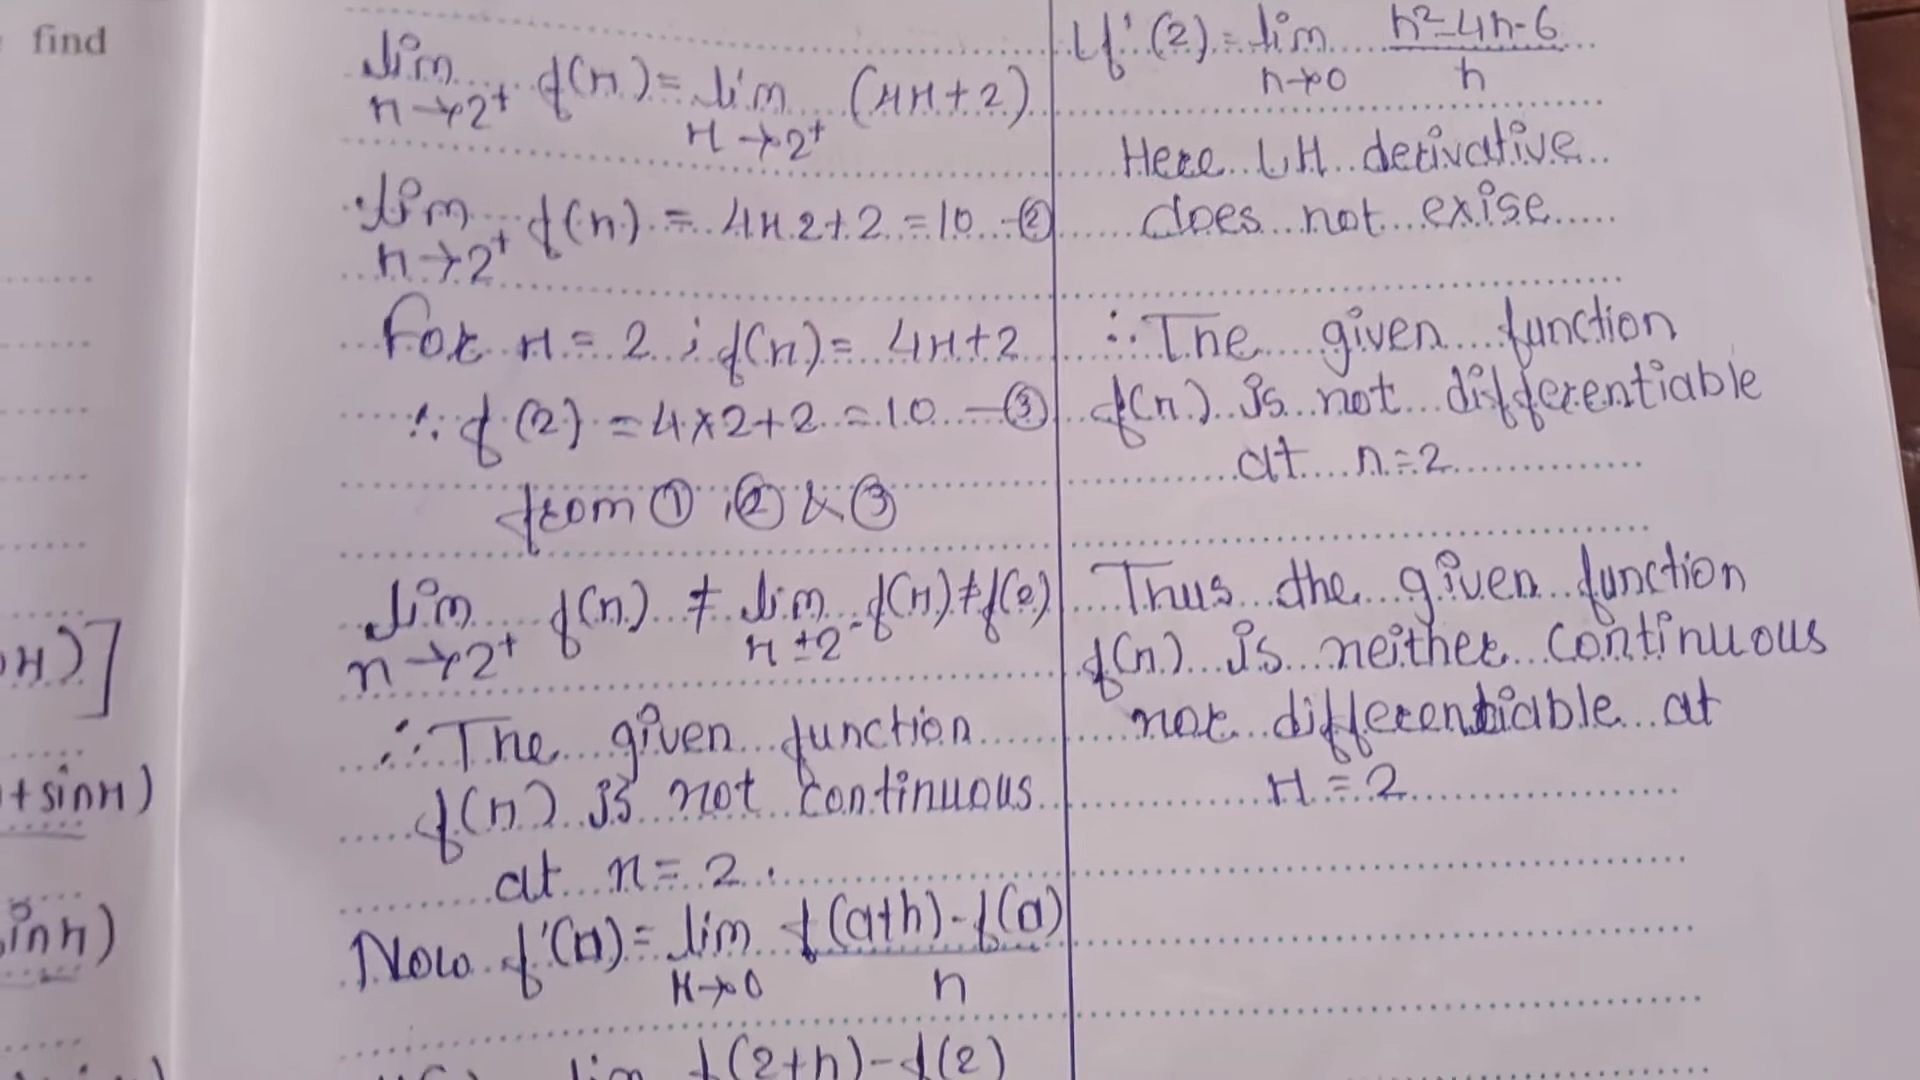 find
lim f(x) = lim (4x+2)
x→2⁺ x→2⁺
lim f(x) = 4×2+2 = 10 -②
x→2⁺
For x = 2 ; f(x) = 4x+2
∴ f(2) = 4×2+2 = 10 -③
from ① , ② & ③
lim f(x) ≠ lim f(x) ≠ f(2)
x→2⁺ x→2⁻
∴ The given function
f(x) is not continuous
at x = 2 .
Now f'(a) = lim f(a+h)-f(a)
h→0 h
f(2+h)-f(2)
Lf'(2) = lim h²-4h-6
h→0 h
Here LH derivative
does not exise
∴ The given function
f(x) is not differentiable
at x = 2
Thus the given function
f(x) is neither continuous
nor differentiable at
x = 2
x)]
+sinx)
sinx)